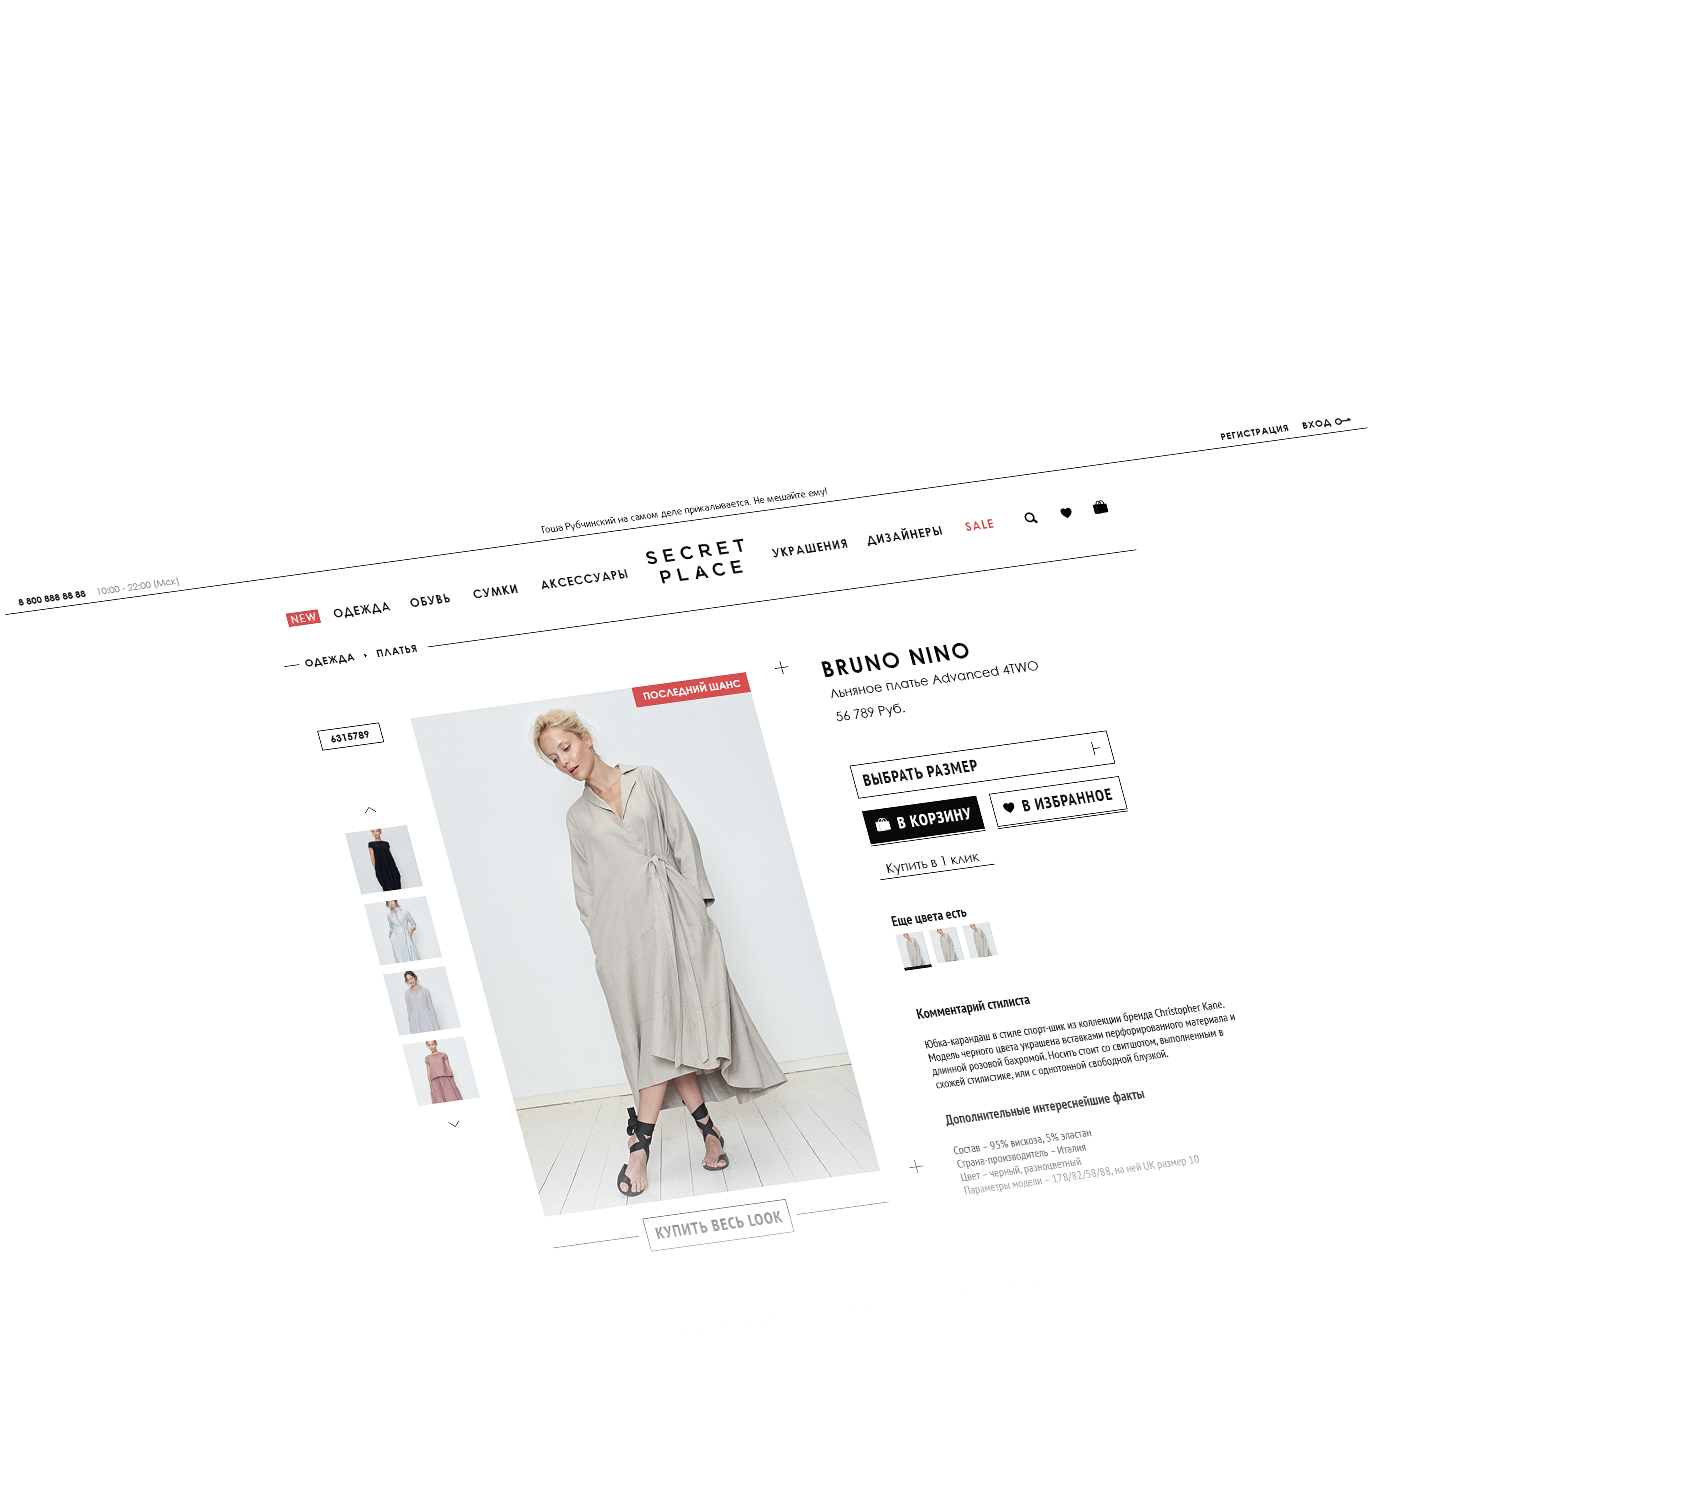 РЕГИСТРАЦИЯ ВХОД
Гоша Рубчинский на самом деле прикалывается. Не мешайте ему!
8 800 888 88 88 10:00 - 22:00 (Мск)
NEW ОДЕЖДА ОБУВЬ СУМКИ АКСЕССУАРЫ
SECRET
PLACE
УКРАШЕНИЯ ДИЗАЙНЕРЫ SALE
ОДЕЖДА ПЛАТЬЯ
6315789
ПОСЛЕДНИЙ ШАНС
BRUNO NINO
Льняное платье Advanced 4TWO
56 789 Руб.
ВЫБРАТЬ РАЗМЕР
В КОРЗИНУ
В ИЗБРАННОЕ
Купить в 1 клик
Еще цвета есть
Комментарий стилиста
Юбка-карандаш в стиле спорт-шик из коллекции бренда Christopher Kane.
Модель черного цвета украшена вставками перфорированного материала и
длинной розовой бахромой. Носить стоит со свитшотом, выполненным в
схожей стилистике, или с однотонной свободной блузкой.
Дополнительные интереснейшие факты
Состав – 95% вискоза, 5% эластан
Страна-производитель – Италия
Цвет – черный, разноцветный
Параметры модели – 178/82/58/88, на ней UK размер 10
КУПИТЬ ВЕСЬ LOOK